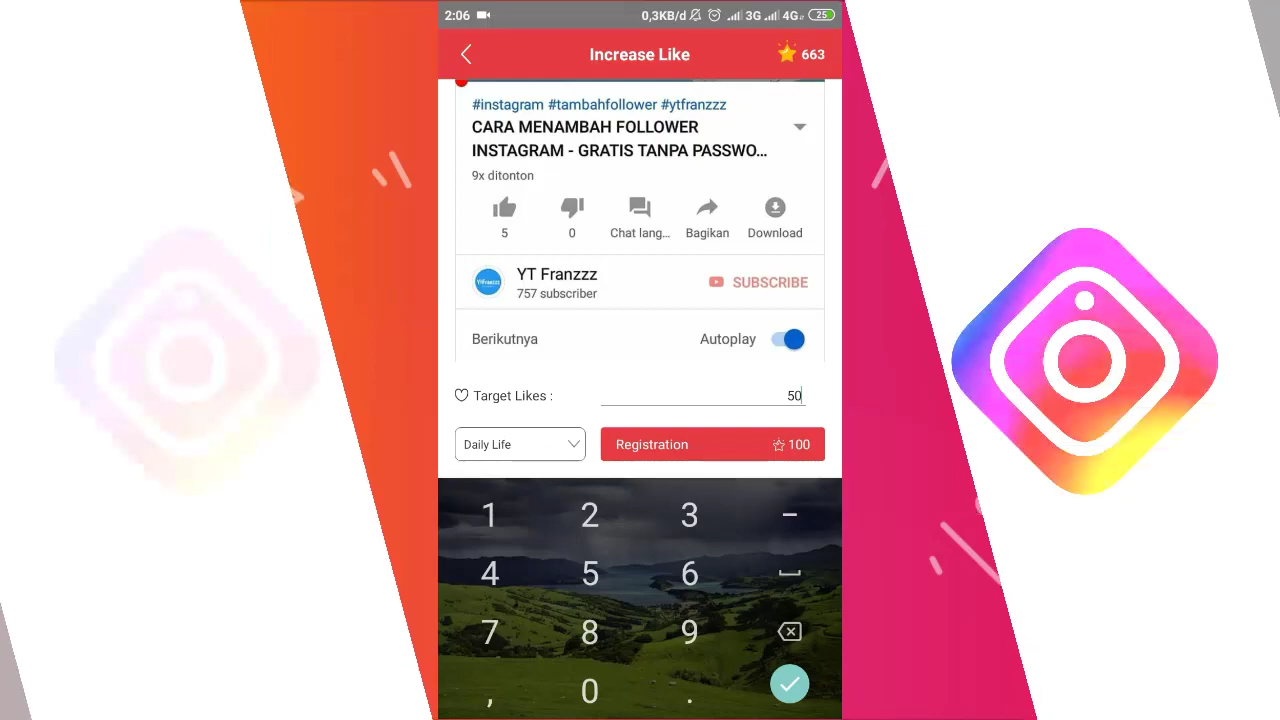 2:06
0,3KB/d 3G 4G 25
Increase Like
663
#instagram #tambahfollower #ytfranzzz
CARA MENAMBAH FOLLOWER
INSTAGRAM - GRATIS TANPA PASSWO...
9x ditonton
5 0 Chat lang... Bagikan Download
YT Franzzz
757 subscriber
SUBSCRIBE
Berikutnya Autoplay
Target Likes : 50
Daily Life Registration 100
1 2 3 –
4 5 6
7 8 9
, 0 .